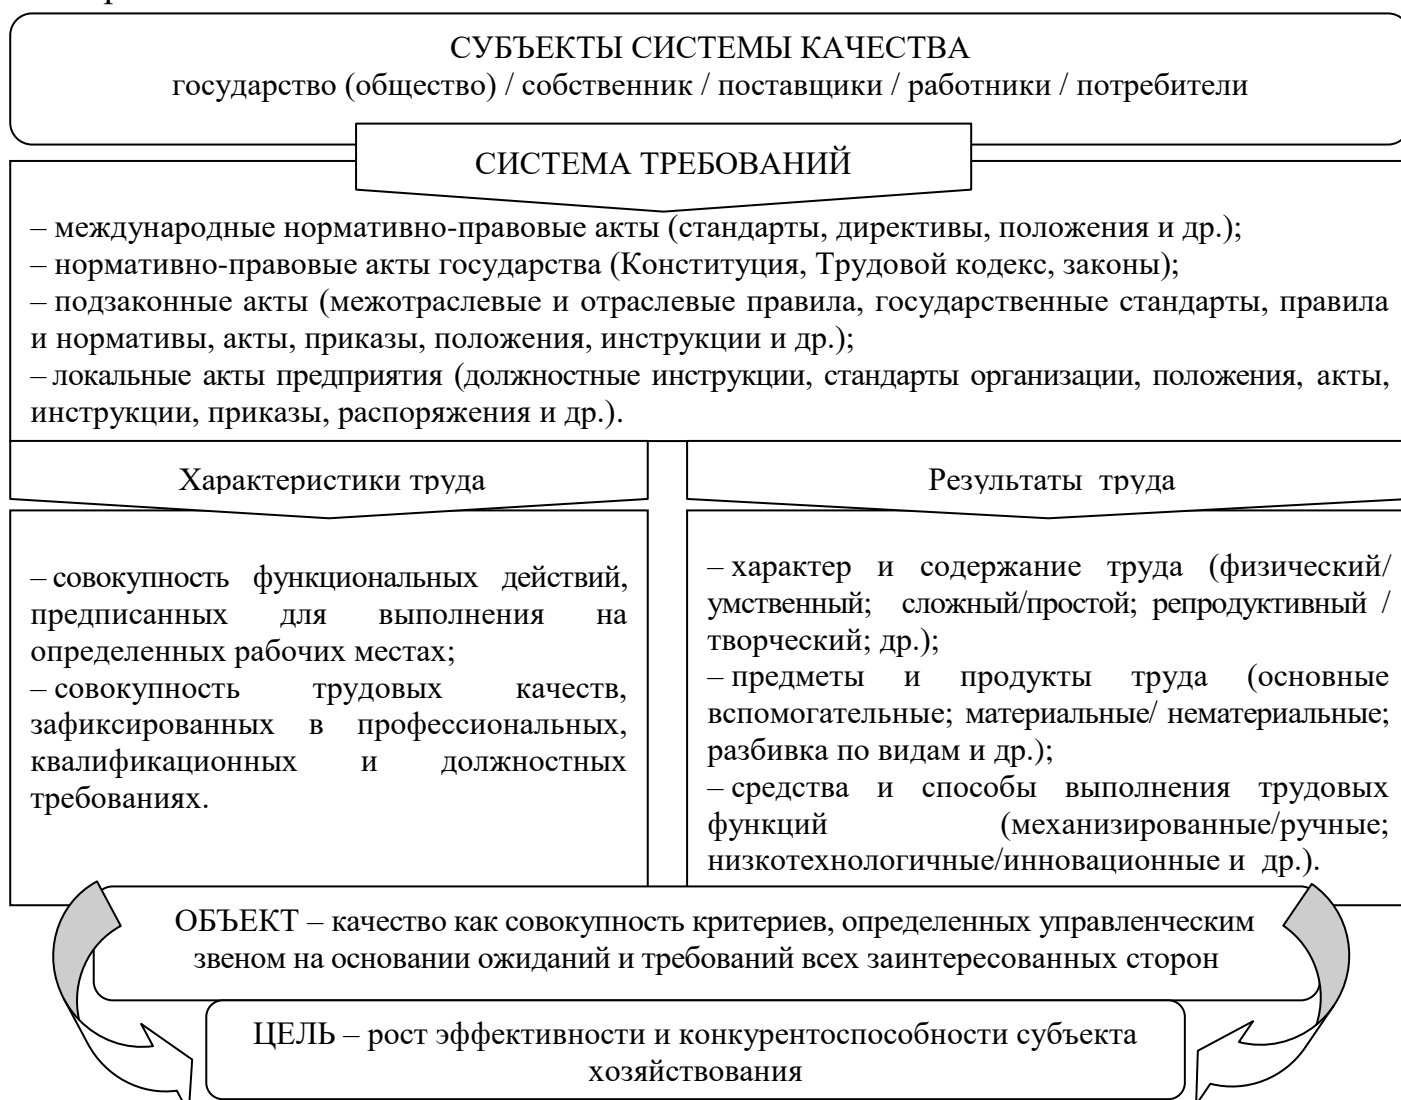 СУБЪЕКТЫ СИСТЕМЫ КАЧЕСТВА
государство (общество) / собственник / поставщики / работники / потребители
СИСТЕМА ТРЕБОВАНИЙ
– международные нормативно-правовые акты (стандарты, директивы, положения и др.);
– нормативно-правовые акты государства (Конституция, Трудовой кодекс, законы);
– подзаконные акты (межотраслевые и отраслевые правила, государственные стандарты, правила
и нормативы, акты, приказы, положения, инструкции и др.);
– локальные акты предприятия (должностные инструкции, стандарты организации, положения, акты,
инструкции, приказы, распоряжения и др.).
Характеристики труда
– совокупность функциональных действий,
предписанных для выполнения на
определенных рабочих местах;
– совокупность трудовых качеств,
зафиксированных в профессиональных,
квалификационных и должностных
требованиях.
Результаты труда
– характер и содержание труда (физический/
умственный; сложный/простой; репродуктивный /
творческий; др.);
– предметы и продукты труда (основные
вспомогательные; материальные/ нематериальные;
разбивка по видам и др.);
– средства и способы выполнения трудовых
функций (механизированные/ручные;
низкотехнологичные/инновационные и др.).
ОБЪЕКТ – качество как совокупность критериев, определенных управленческим
звеном на основании ожиданий и требований всех заинтересованных сторон
ЦЕЛЬ – рост эффективности и конкурентоспособности субъекта
хозяйствования